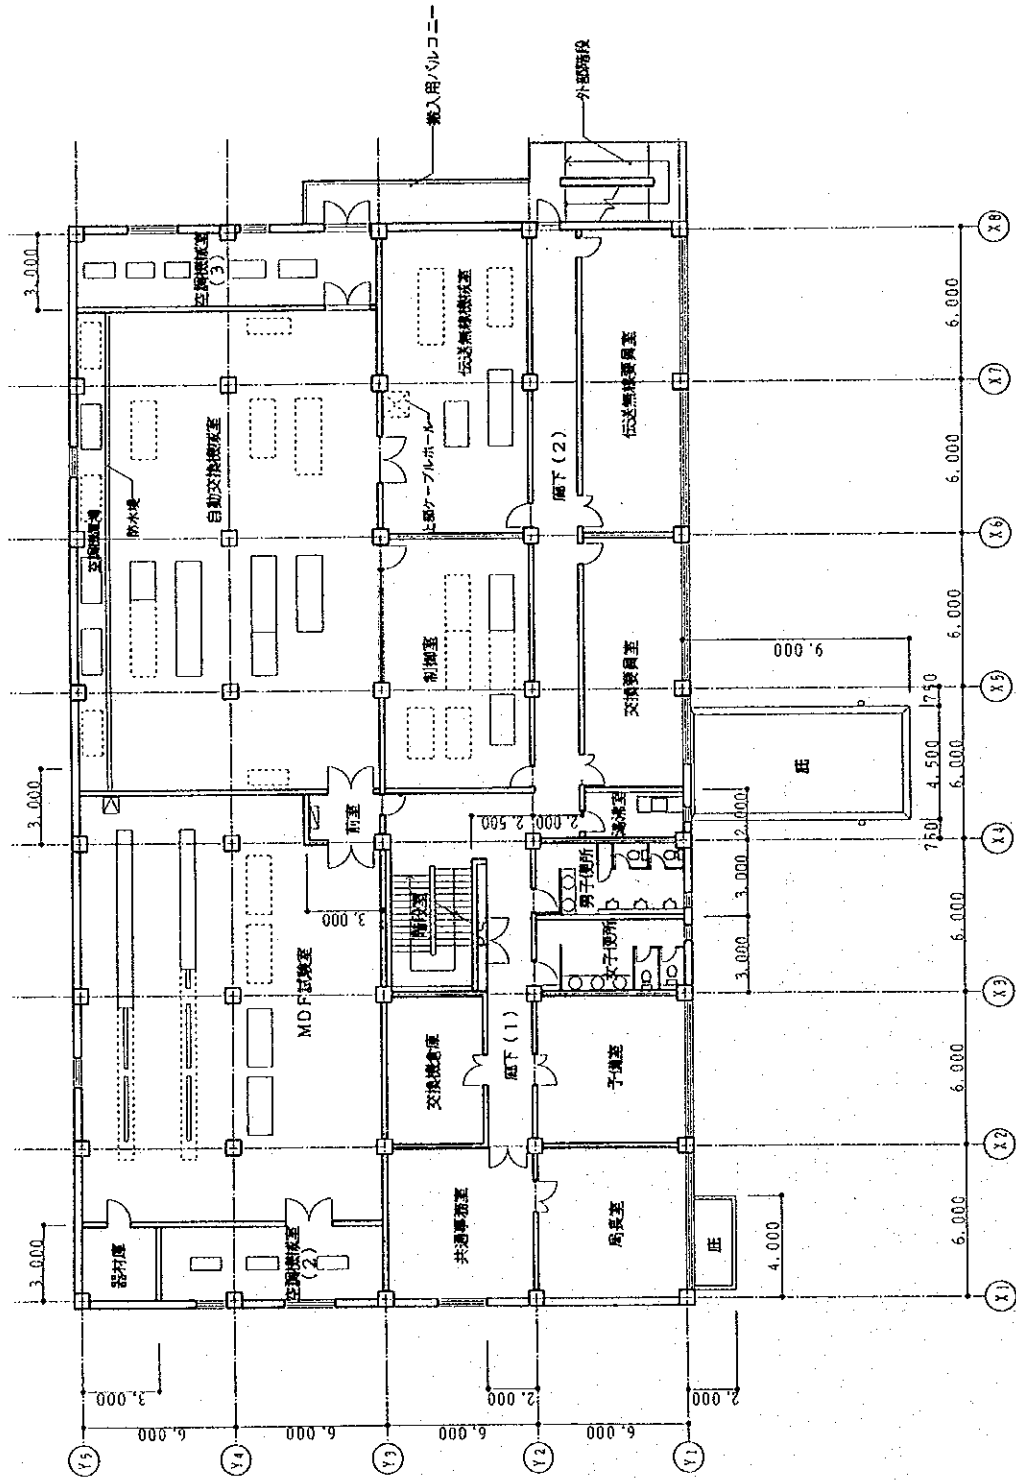 搬入用バルコニー
外部階段
3.000
空調機械室
(3)
伝送無線機械室
空調機置場
防水堤
自動交換機械室
上部ケーブルホール
廊下(2)
伝送無線要員室
制御室
交換要員室
9.000
3.000
前室
2.500
2.000
湯沸室
庇
750
4.500
750
2.000
3.000
3.000
3.000
階段室
男子便所
女子便所
MDF試験室
交換機倉庫
廊下(1)
予備室
3.000
器材庫
空調機械室
(2)
共通事務室
局長室
庇
4.000
3.000
2.000
2.000
6.000
6.000
6.000
6.000
Y5
Y4
Y3
Y2
Y1
6.000
6.000
6.000
6.000
6.000
6.000
6.000
X1
X2
X3
X4
X5
X6
X7
X8